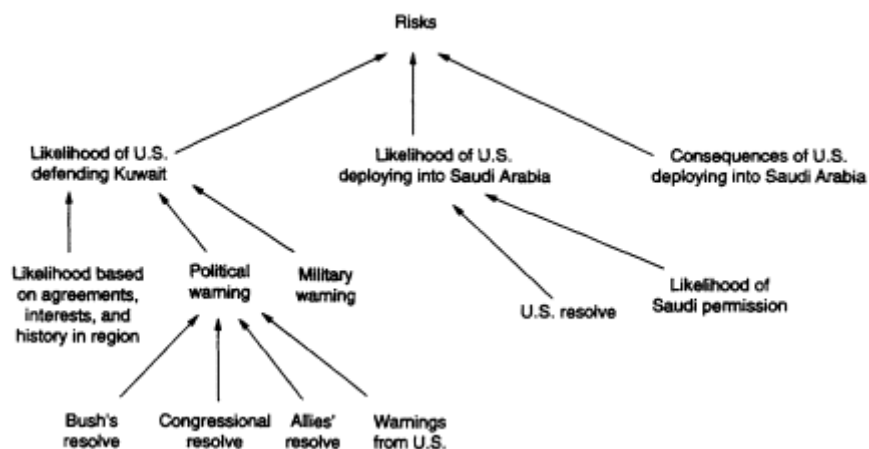 Risks
Likelihood of U.S.
defending Kuwait
Likelihood of U.S.
deploying into Saudi Arabia
Consequences of U.S.
deploying into Saudi Arabia
Likelihood based
on agreements,
interests, and
history in region
Political
warning
Military
warning
U.S. resolve
Likelihood of
Saudi permission
Bush's
resolve
Congressional
resolve
Allies'
resolve
Warnings
from U.S.